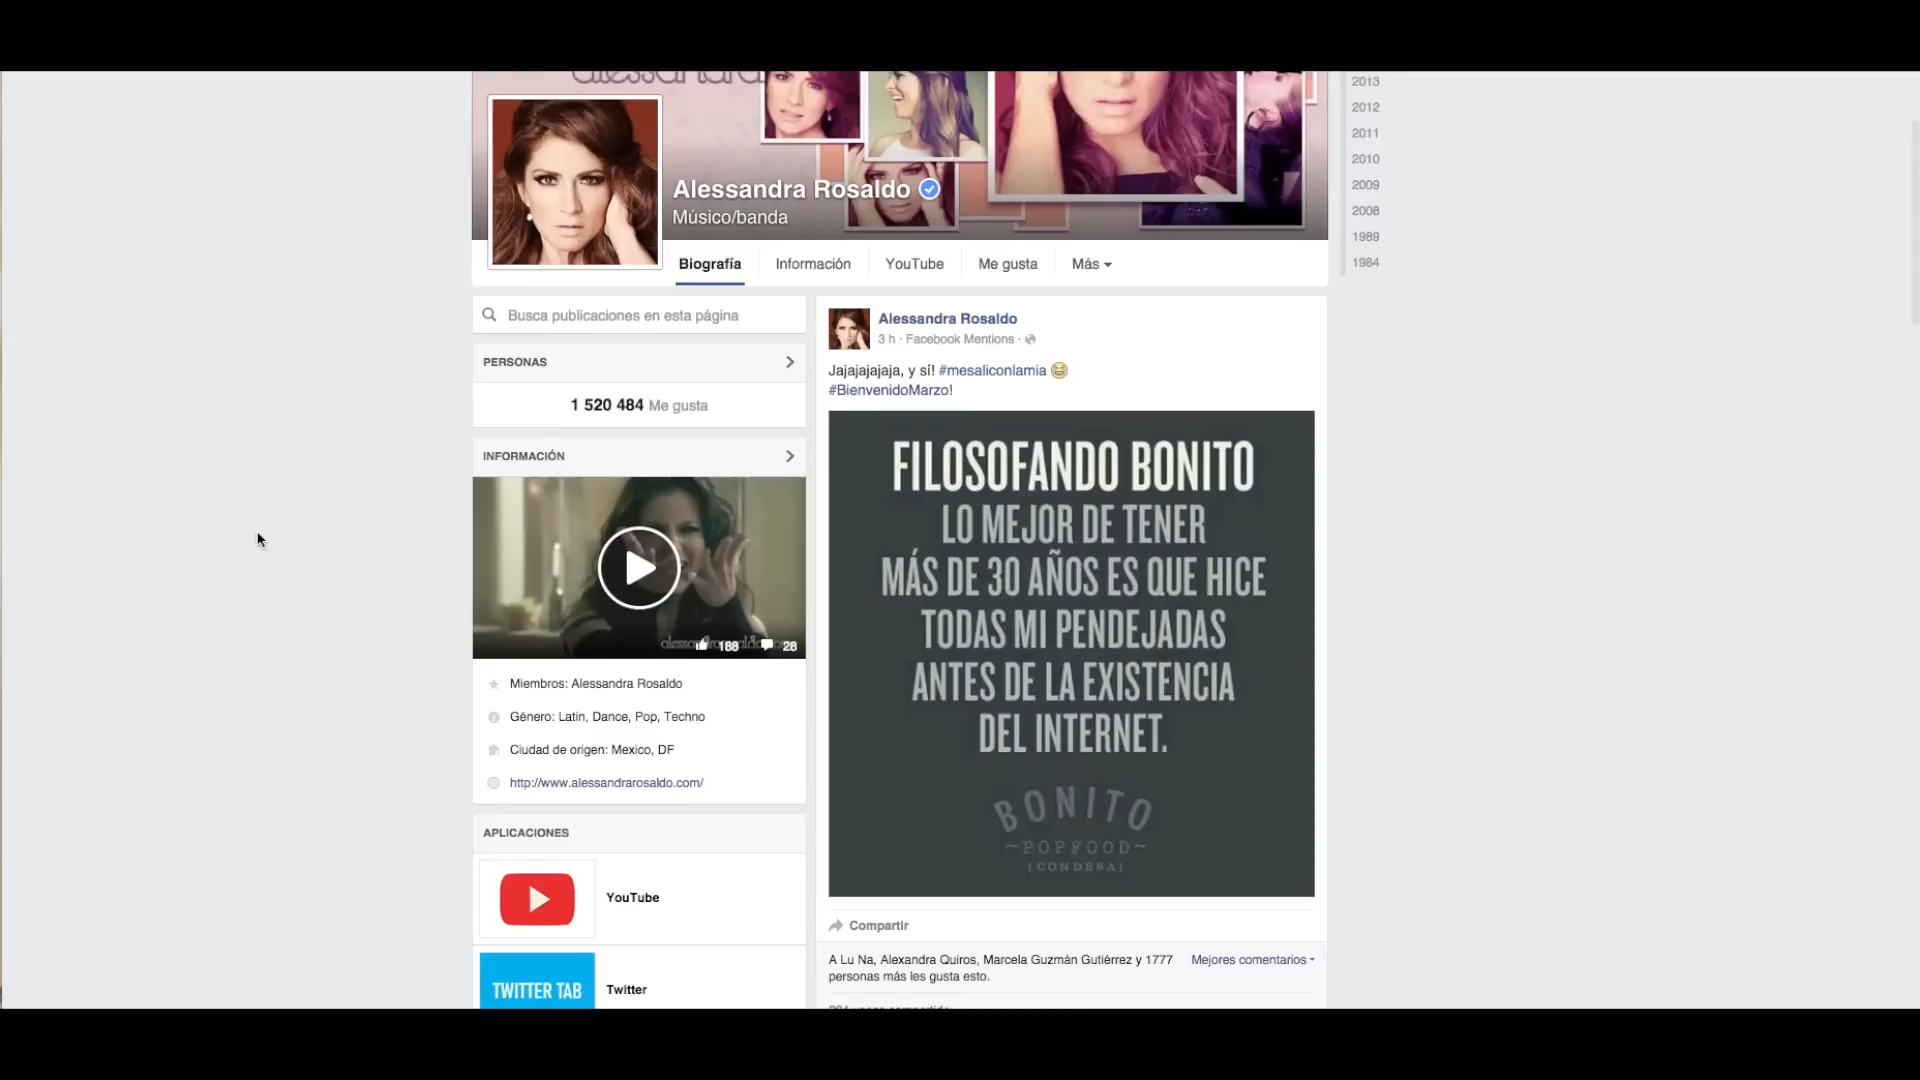 alessandra
Alessandra Rosaldo
Músico/banda
Biografía
Información
YouTube
Me gusta
Más
2013
2012
2011
2010
2009
2008
1989
1984
Busca publicaciones en esta página
PERSONAS
1 520 484 Me gusta
INFORMACIÓN
188
28
Miembros: Alessandra Rosaldo
Género: Latin, Dance, Pop, Techno
Ciudad de origen: Mexico, DF
http://www.alessandrarosaldo.com/
APLICACIONES
YouTube
TWITTER TAB
Twitter
Alessandra Rosaldo
3 h · Facebook Mentions ·
Jajajajajaja, y sí! #mesaliconlamia
#BienvenidoMarzo!
FILOSOFANDO BONITO
LO MEJOR DE TENER
MÁS DE 30 AÑOS ES QUE HICE
TODAS MI PENDEJADAS
ANTES DE LA EXISTENCIA
DEL INTERNET.
BONITO
~POPFOOD~
{CONDESA}
Compartir
A Lu Na, Alexandra Quiros, Marcela Guzmán Gutiérrez y 1777
personas más les gusta esto.
Mejores comentarios